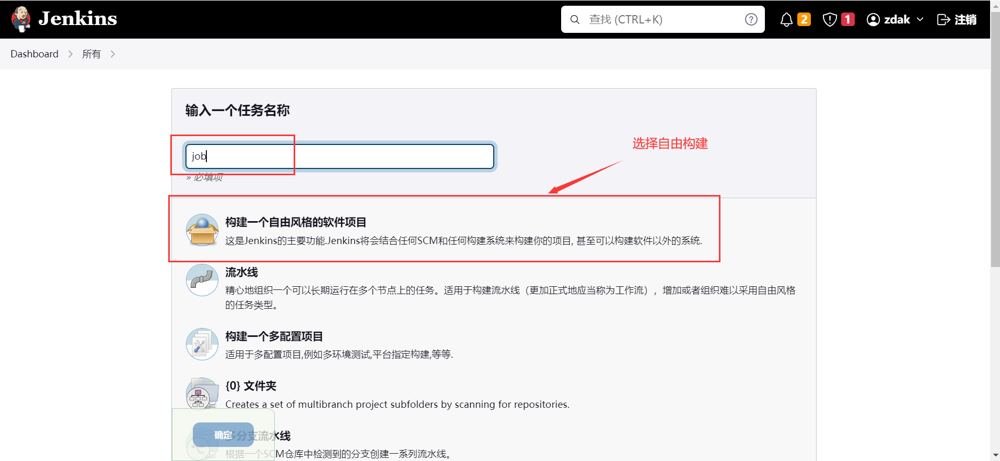 Jenkins
查找 (CTRL+K)
2
1
zdak
注销
Dashboard
所有
输入一个任务名称
job
» 必填项
选择自由构建
构建一个自由风格的软件项目
这是Jenkins的主要功能.Jenkins将会结合任何SCM和任何构建系统来构建你的项目, 甚至可以构建软件以外的系统.
流水线
精心地组织一个可以长期运行在多个节点上的任务。适用于构建流水线（更加正式地应当称为工作流），增加或者组织难以采用自由风格
的任务类型。
构建一个多配置项目
适用于多配置项目,例如多环境测试,平台指定构建,等等.
{0} 文件夹
Creates a set of multibranch project subfolders by scanning for repositories.
确定
多分支流水线
根据一个SCM仓库中检测到的分支创建一系列流水线。